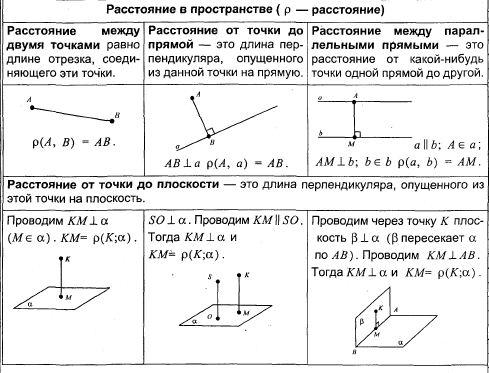 Расстояние в пространстве ( ρ — расстояние)
Расстояние между
двумя точками равно
длине отрезка, соеди-
няющего эти точки.
Расстояние от точки до
прямой — это длина пер-
пендикуляра, опущенного
из данной точки на прямую.
Расстояние между парал-
лельными прямыми — это
расстояние от какой-нибудь
точки одной прямой до другой.
A
B
ρ(A, B) = AB.
A
a
B
AB⊥a ρ(A, a) = AB.
a
A
b
M
a∥b; A∈a;
AM⊥b; b∈b ρ(a, b) = AM.
Расстояние от точки до плоскости — это длина перпендикуляра, опущенного из
этой точки на плоскость.
Проводим KM⊥α
(M∈α). KM= ρ(K;α).
K
M
α
SO⊥α. Проводим KM∥SO.
Тогда KM⊥α и
KM= ρ(K;α).
S
K
O
M
α
Проводим через точку K плос-
кость β⊥α (β пересекает α
по AB). Проводим KM⊥AB.
Тогда KM⊥α и KM= ρ(K;α).
K
A
β
M
B
α